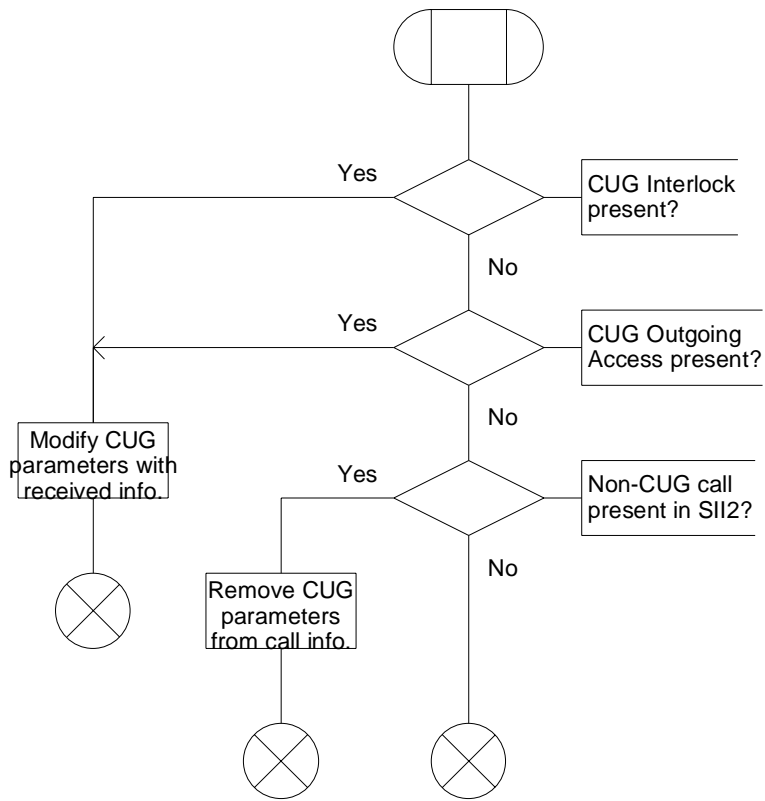 Yes
CUG Interlock
present?
No
Yes
CUG Outgoing
Access present?
No
Modify CUG
parameters with
received info.
Yes
Non-CUG call
present in SII2?
No
Remove CUG
parameters
from call info.